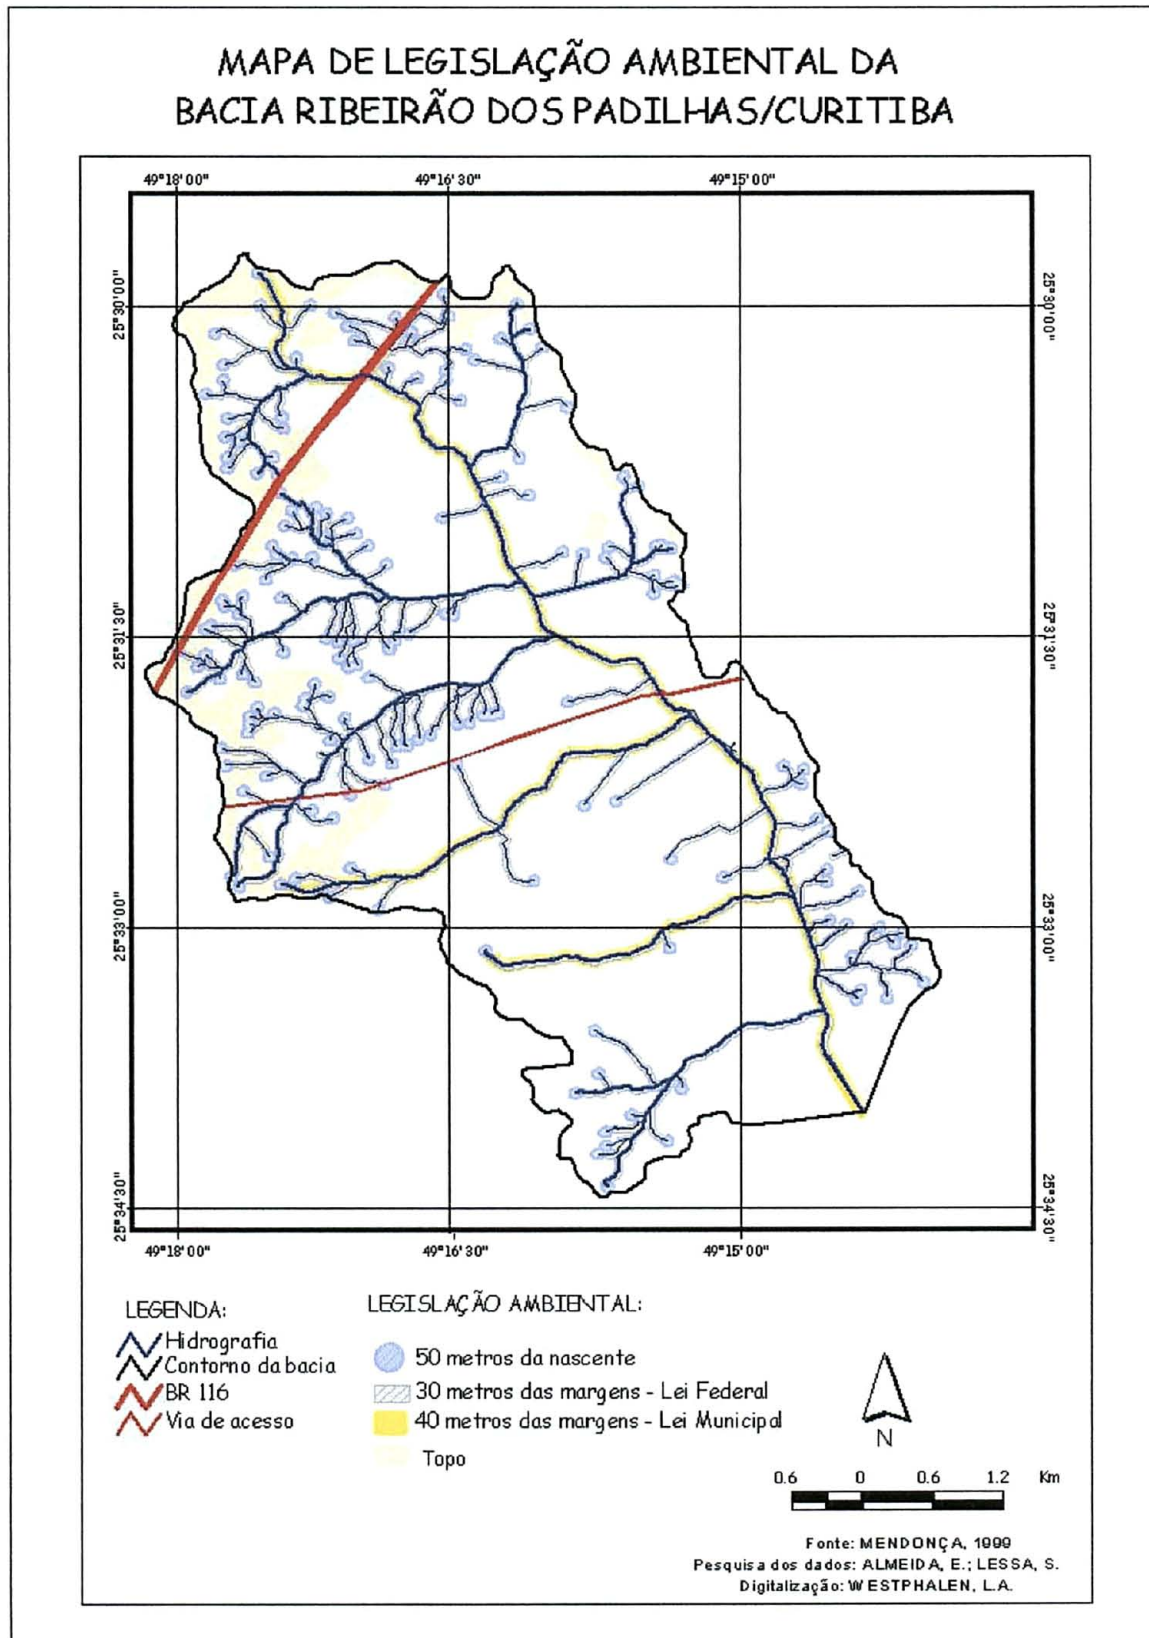 MAPA DE LEGISLAÇÃO AMBIENTAL DA
BACIA RIBEIRÃO DOS PADILHAS/CURITIBA
49°18'00"
49°16'30"
49°15'00"
25°30'00"
25°30'00"
25°31'30"
25°31'30"
25°33'00"
25°33'00"
25°34'30"
25°34'30"
49°18'00"
49°16'30"
49°15'00"
LEGENDA:
Hidrografia
Contorno da bacia
BR 116
Via de acesso
LEGISLAÇÃO AMBIENTAL:
50 metros da nascente
30 metros das margens - Lei Federal
40 metros das margens - Lei Municipal
Topo
N
0.6 0 0.6 1.2 Km
Fonte: MENDONÇA, 1999
Pesquisa dos dados: ALMEIDA, E.; LESSA, S.
Digitalização: WESTPHALEN, L.A.